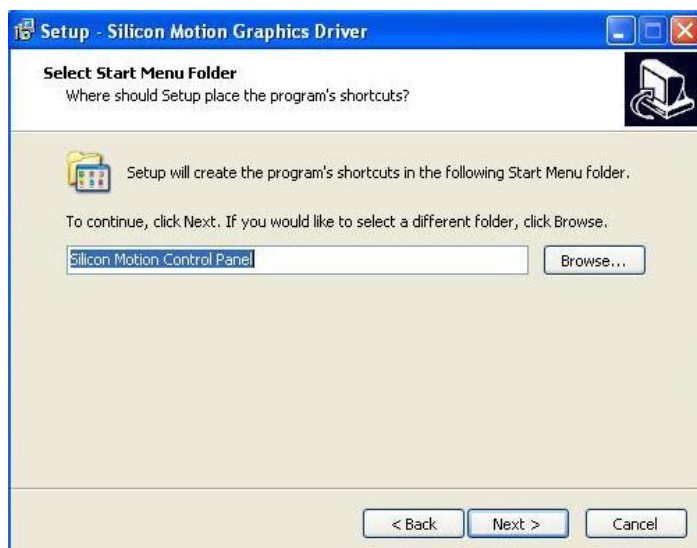 Setup - Silicon Motion Graphics Driver
Select Start Menu Folder
Where should Setup place the program's shortcuts?
Setup will create the program's shortcuts in the following Start Menu folder.
To continue, click Next. If you would like to select a different folder, click Browse.
Silicon Motion Control Panel
Browse...
< Back
Next >
Cancel